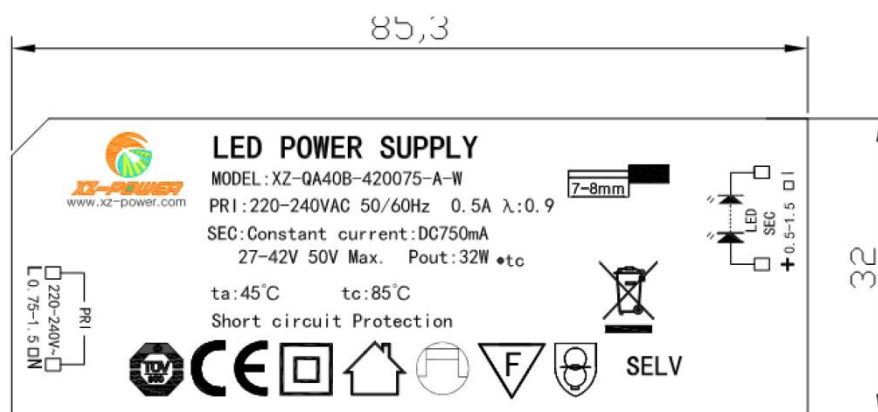 85,3
LED POWER SUPPLY
XZ-POWER
www.xz-power.com
MODEL:XZ-QA40B-420075-A-W
PRI:220-240VAC 50/60Hz 0.5A λ:0.9
SEC:Constant current:DC750mA
27-42V 50V Max. Pout:32W •tc
ta:45℃ tc:85℃
Short circuit Protection
7-8mm
LED
SEC
+ 0.5-1.5 □ -
32
PRI
220-240V~
L 0.75-1.5 □ N
TÜV
CE
F
SELV